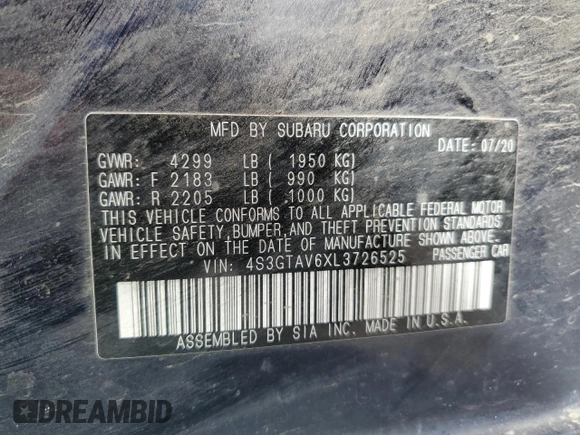 MFD BY SUBARU CORPORATION
DATE: 07/20
GVWR: 4299 LB ( 1950 KG)
GAWR: F 2183 LB ( 990 KG)
GAWR: R 2205 LB ( 1000 KG)
THIS VEHICLE CONFORMS TO ALL APPLICABLE FEDERAL MOTOR
VEHICLE SAFETY, BUMPER, AND THEFT PREVENTION STANDARDS
IN EFFECT ON THE DATE OF MANUFACTURE SHOWN ABOVE.
VIN: 4S3GTAV6XL3726525 PASSENGER CAR
ASSEMBLED BY SIA INC. MADE IN U.S.A.
DREAMBID